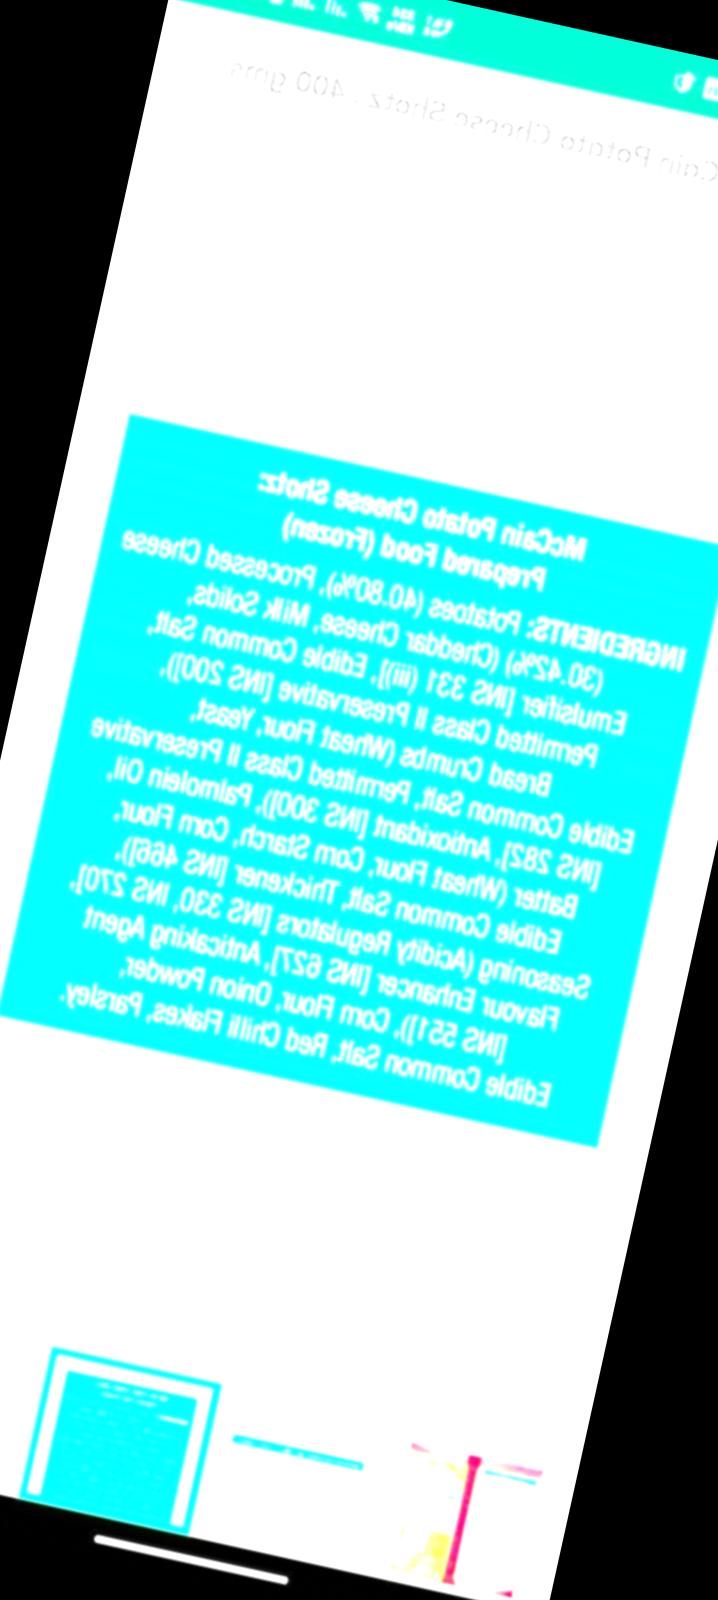 Cain Potato Cheese Shotz . 400 gms
McCain Potato Cheese Shotz:
Prepared Food (Frozen)
INGREDIENTS: Potatoes (40.80%), Processed Cheese
(30.42%) (Cheddar Cheese, Milk Solids,
Emulsifier [INS 331 (iii)], Edible Common Salt,
Permitted Class II Preservative [INS 200]),
Bread Crumbs (Wheat Flour, Yeast,
Edible Common Salt, Permitted Class II Preservative
[INS 282], Antioxidant [INS 300]), Palmolein Oil,
Batter (Wheat Flour, Corn Starch, Corn Flour,
Edible Common Salt, Thickener [INS 466]),
Seasoning (Acidity Regulators [INS 330, INS 270],
Flavour Enhancer [INS 627], Anticaking Agent
[INS 551]), Corn Flour, Onion Powder,
Edible Common Salt, Red Chilli Flakes, Parsley.